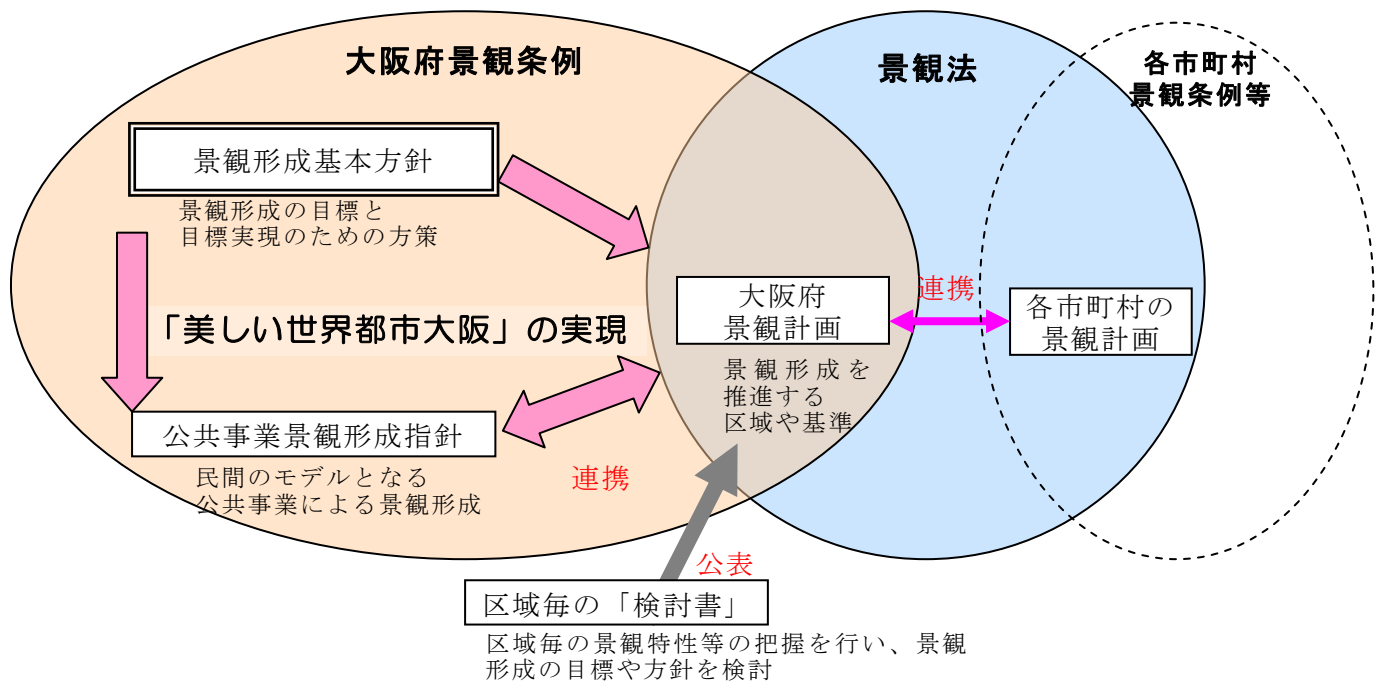 大阪府景観条例
景観法
各市町村
景観条例等
景観形成基本方針
景観形成の目標と
目標実現のための方策
「美しい世界都市大阪」の実現
大阪府
景観計画
景観形成を
推進する
区域や基準
連携
各市町村の
景観計画
公共事業景観形成指針
民間のモデルとなる
公共事業による景観形成
連携
公表
区域毎の「検討書」
区域毎の景観特性等の把握を行い、景観
形成の目標や方針を検討